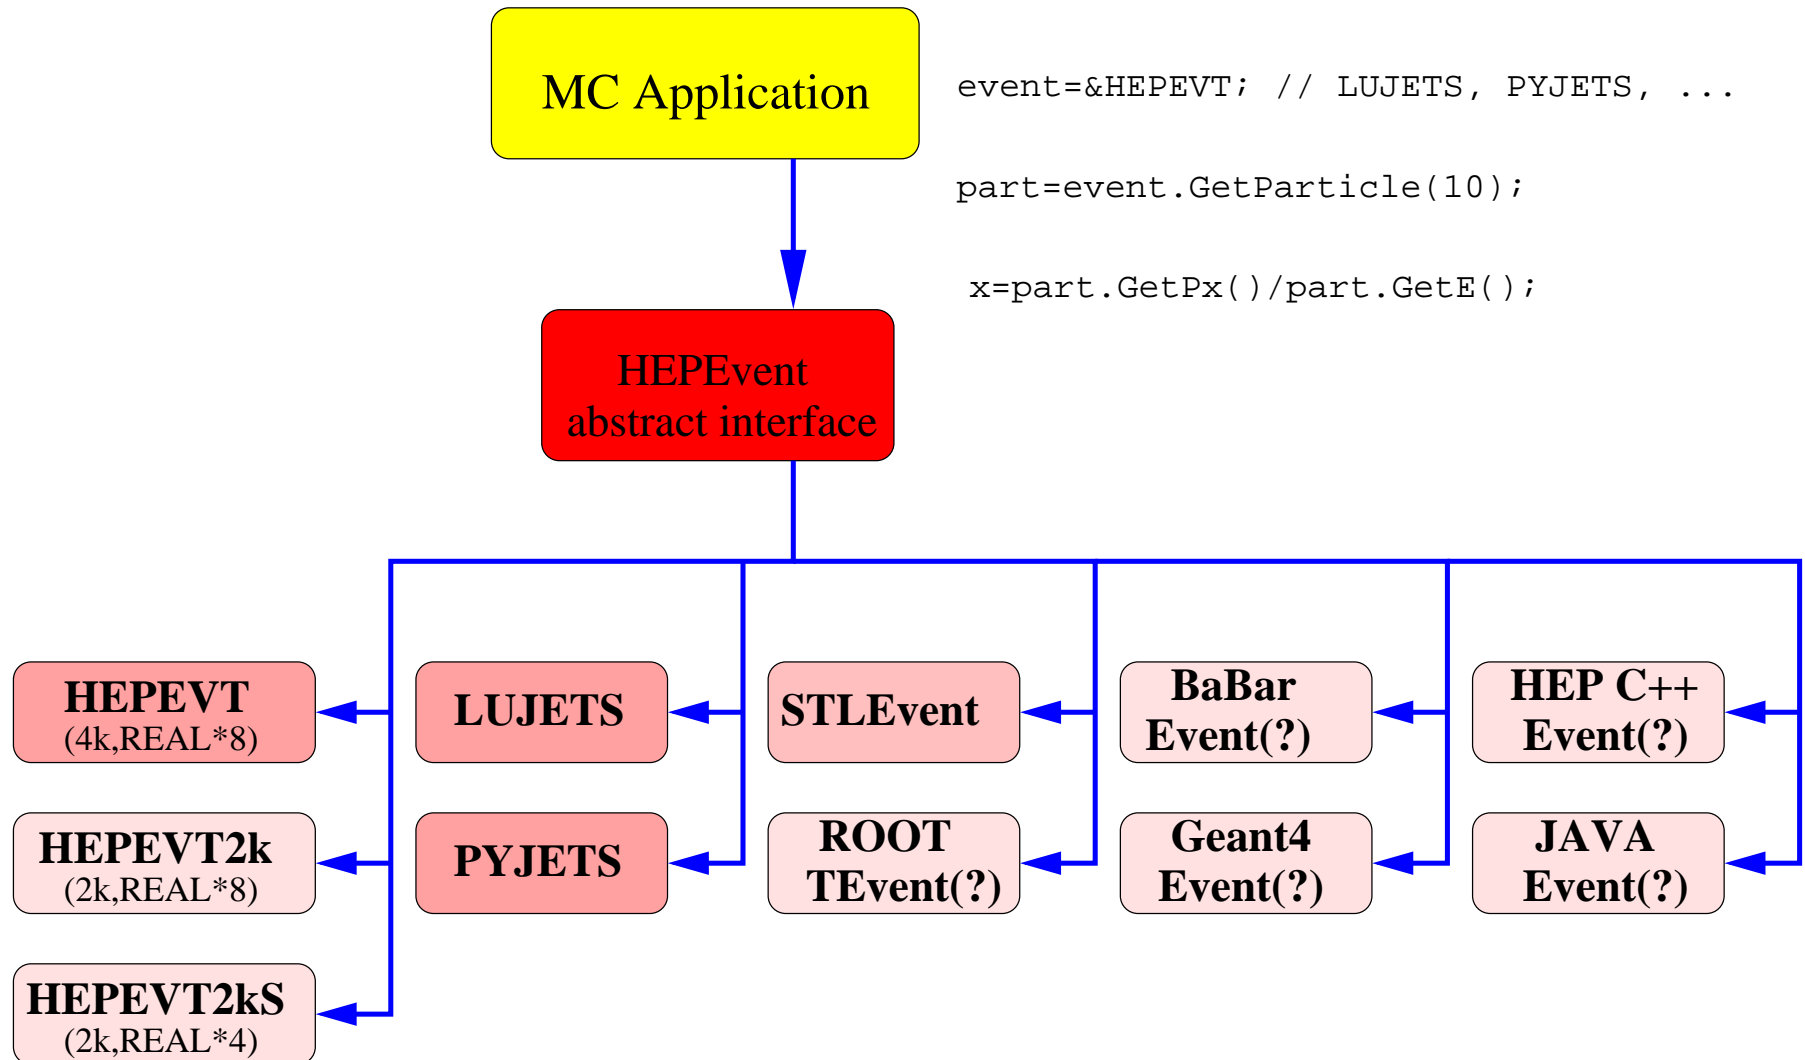 MC Application
event=&HEPEVT; // LUJETS, PYJETS, ...
part=event.GetParticle(10);
x=part.GetPx()/part.GetE();
HEPEvent
abstract interface
HEPEVT
(4k,REAL*8)
LUJETS
STLEvent
BaBar
Event(?)
HEP C++
Event(?)
HEPEVT2k
(2k,REAL*8)
PYJETS
ROOT
TEvent(?)
Geant4
Event(?)
JAVA
Event(?)
HEPEVT2kS
(2k,REAL*4)